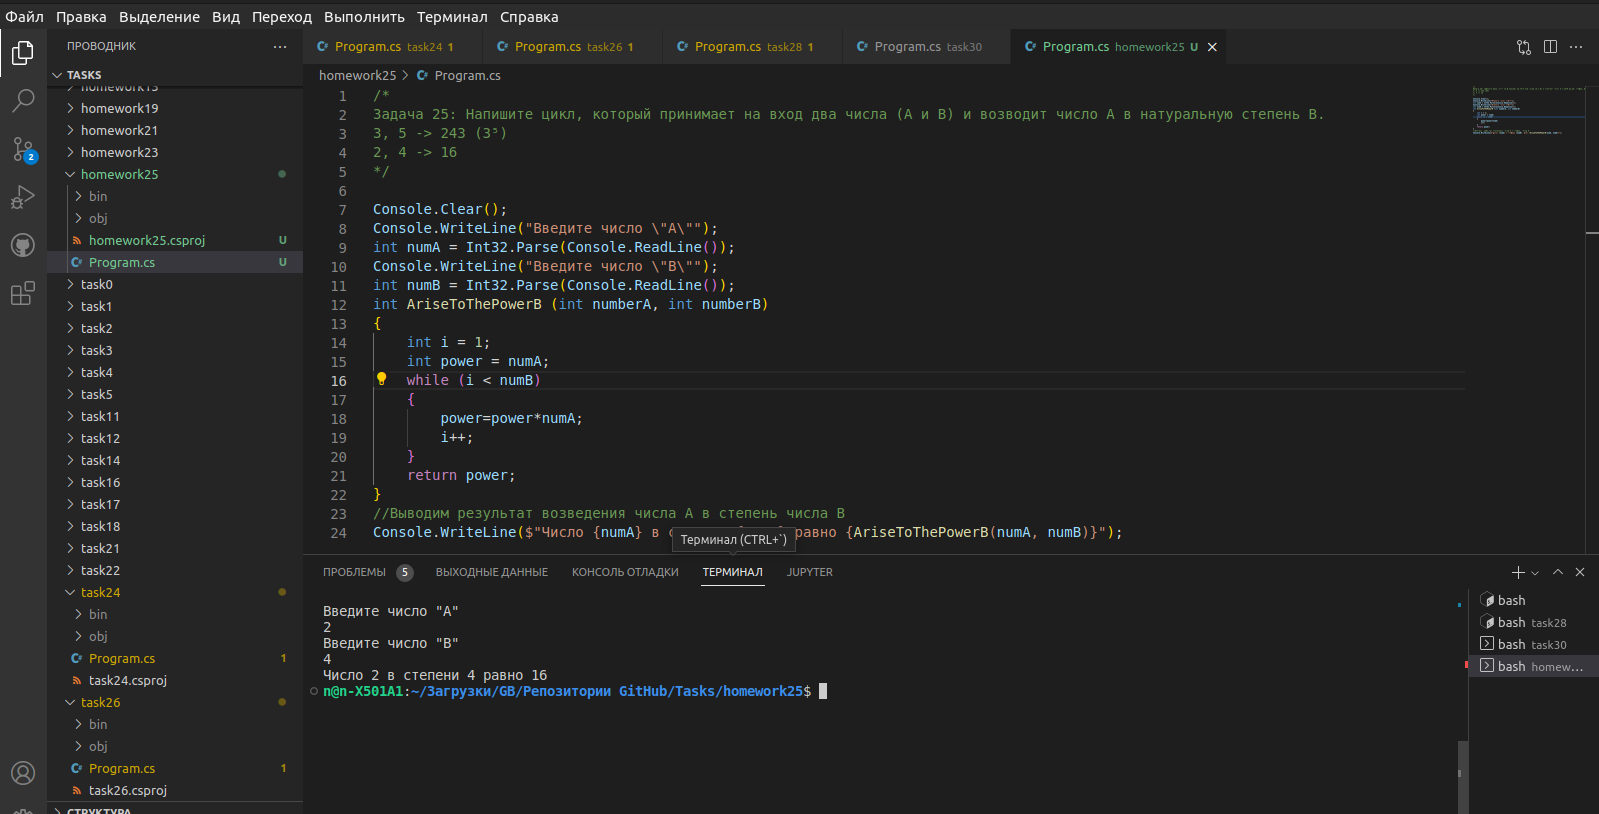 Файл Правка Выделение Вид Переход Выполнить Терминал Справка
ПРОВОДНИК
TASKS
homework15
homework19
homework21
homework23
homework25
bin
obj
homework25.csproj U
Program.cs U
task0
task1
task2
task3
task4
task5
task11
task12
task14
task16
task17
task18
task21
task22
task24
bin
obj
Program.cs 1
task24.csproj
task26
bin
obj
Program.cs 1
task26.csproj
СТРУКТУРА
2
Program.cs task24 1 Program.cs task26 1 Program.cs task28 1 Program.cs task30 Program.cs homework25 U
homework25 > Program.cs
1 /*
2 Задача 25: Напишите цикл, который принимает на вход два числа (A и B) и возводит число A в натуральную степень B.
3 3, 5 -> 243 (3⁵)
4 2, 4 -> 16
5 */
6
7 Console.Clear();
8 Console.WriteLine("Введите число \"A\"");
9 int numA = Int32.Parse(Console.ReadLine());
10 Console.WriteLine("Введите число \"B\"");
11 int numB = Int32.Parse(Console.ReadLine());
12 int AriseToThePowerB (int numberA, int numberB)
13 {
14 int i = 1;
15 int power = numA;
16 while (i < numB)
17 {
18 power=power*numA;
19 i++;
20 }
21 return power;
22 }
23 //Выводим результат возведения числа A в степень числа B
24 Console.WriteLine($"Число {numA} в с равно {AriseToThePowerB(numA, numB)}");
Терминал (CTRL+`)
ПРОБЛЕМЫ 5 ВЫХОДНЫЕ ДАННЫЕ КОНСОЛЬ ОТЛАДКИ ТЕРМИНАЛ JUPYTER
Введите число "A"
2
Введите число "B"
4
Число 2 в степени 4 равно 16
n@n-X501A1:~/Загрузки/GB/Репозитории GitHub/Tasks/homework25$
bash
bash task28
bash task30
bash homew...